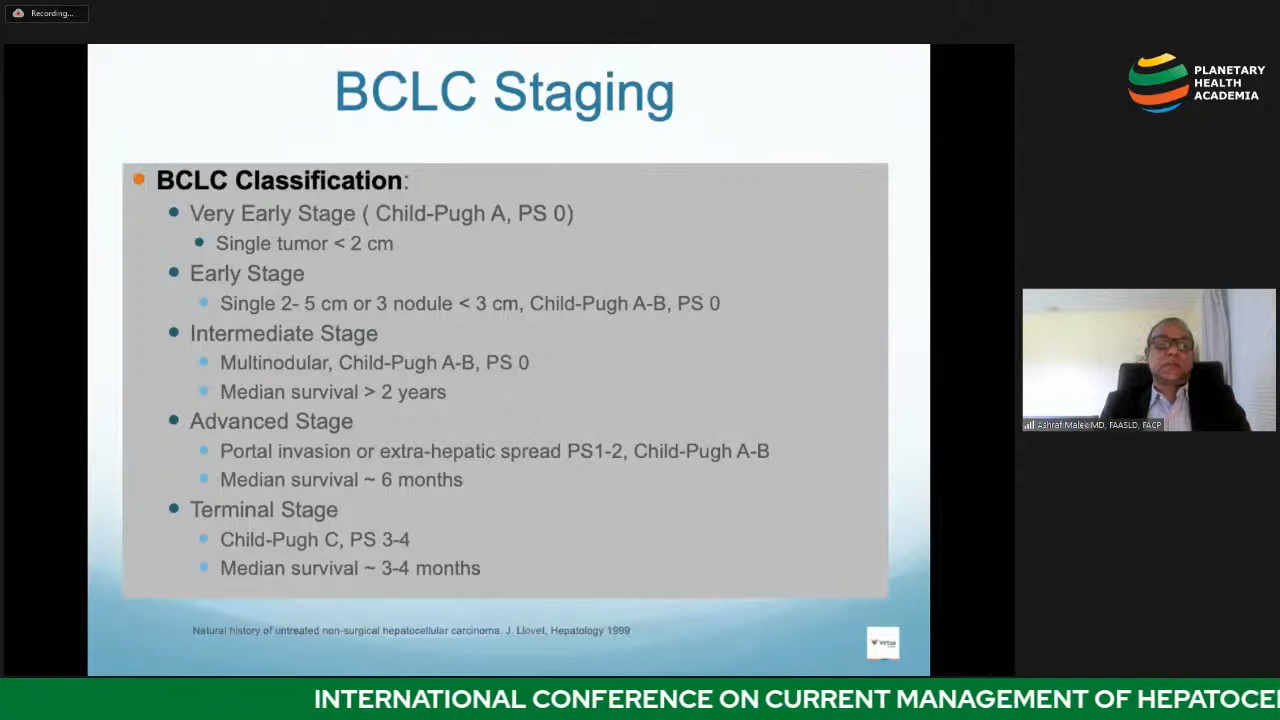 Recording...
BCLC Staging
PLANETARY
HEALTH
ACADEMIA
BCLC Classification:
Very Early Stage ( Child-Pugh A, PS 0)
Single tumor < 2 cm
Early Stage
Single 2- 5 cm or 3 nodule < 3 cm, Child-Pugh A-B, PS 0
Intermediate Stage
Multinodular, Child-Pugh A-B, PS 0
Median survival > 2 years
Advanced Stage
Portal invasion or extra-hepatic spread PS1-2, Child-Pugh A-B
Median survival ~ 6 months
Terminal Stage
Child-Pugh C, PS 3-4
Median survival ~ 3-4 months
Natural history of untreated non-surgical hepatocellular carcinoma. J. Llovet, Hepatology 1999
Virtus
Ashraf Malek MD, FAASLD, FACP
INTERNATIONAL CONFERENCE ON CURRENT MANAGEMENT OF HEPATOCEL